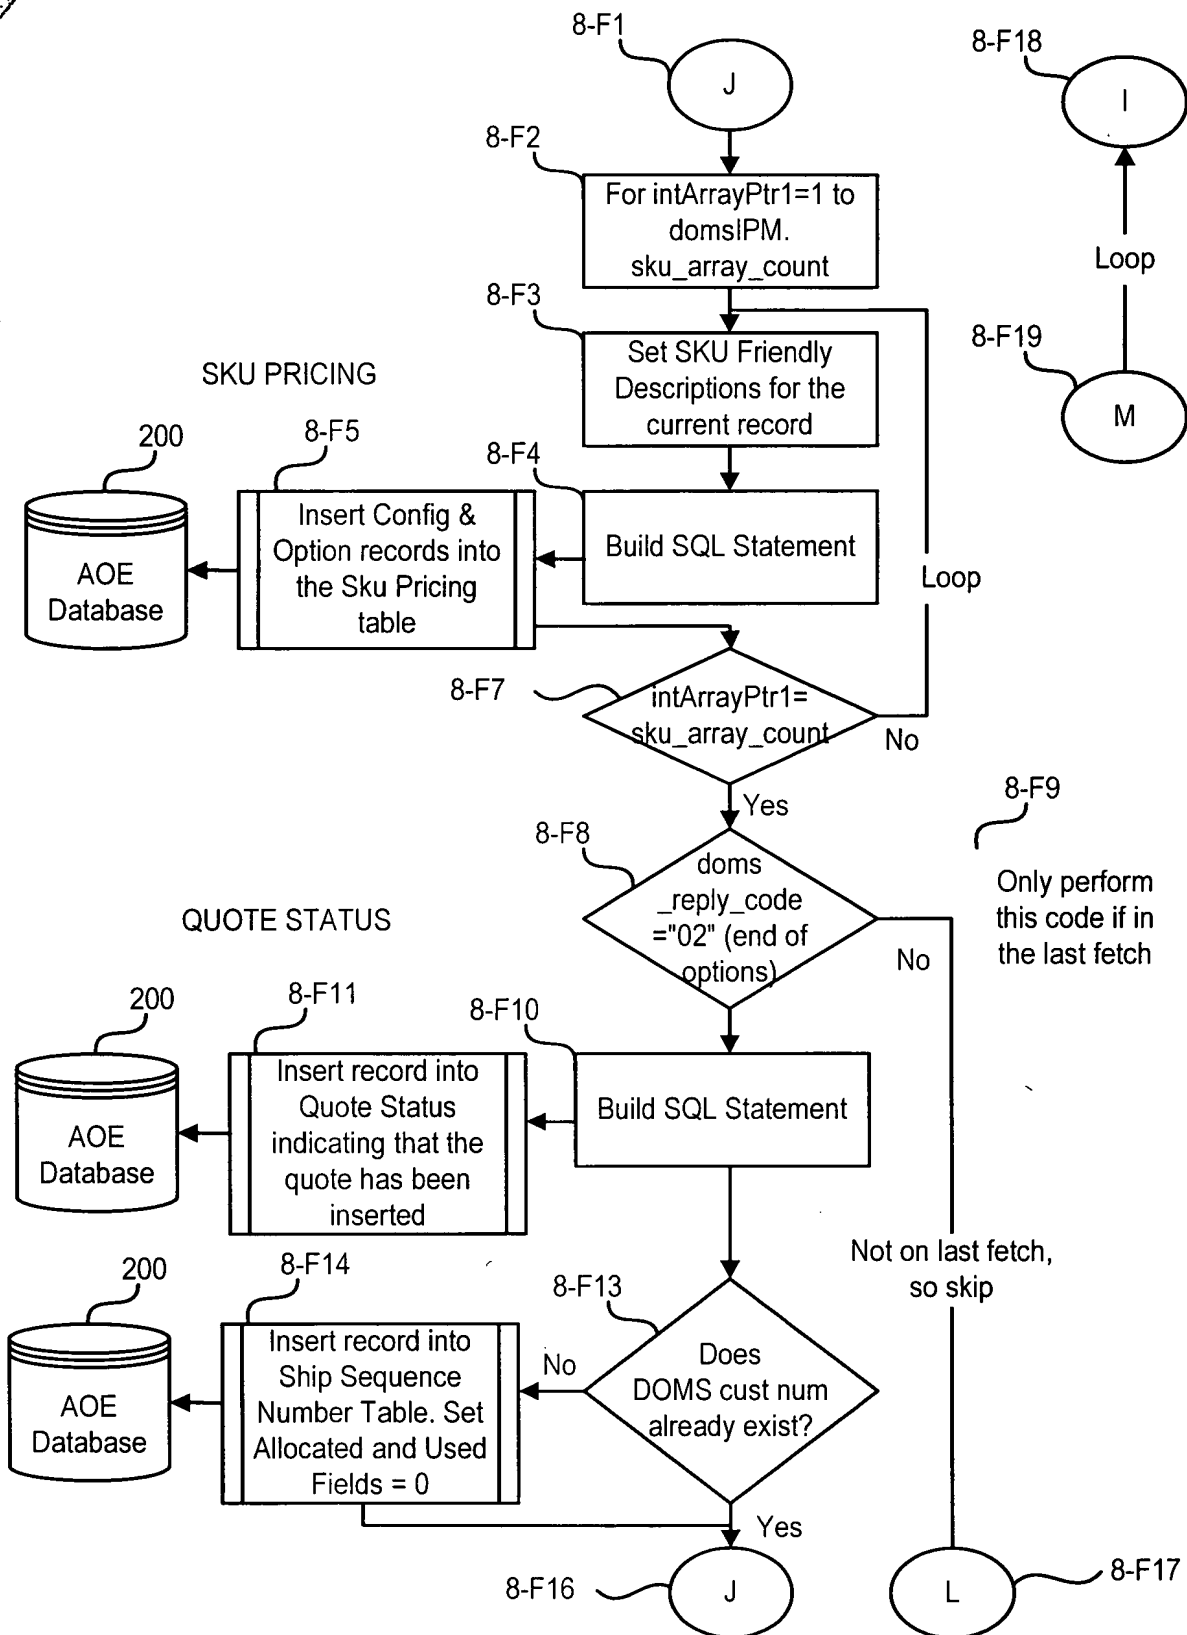 8-F1
J
8-F18
I
8-F2
For intArrayPtr1=1 to
domsIPM.
sku_array_count
Loop
8-F3
Set SKU Friendly
Descriptions for the
current record
8-F19
M
SKU PRICING
200
AOE
Database
8-F5
Insert Config &
Option records into
the Sku Pricing
table
8-F4
Build SQL Statement
Loop
8-F7
intArrayPtr1=
sku_array_count
No
Yes
8-F8
doms
_reply_code
="02" (end of
options)
No
8-F9
Only perform
this code if in
the last fetch
QUOTE STATUS
200
AOE
Database
8-F11
Insert record into
Quote Status
indicating that the
quote has been
inserted
8-F10
Build SQL Statement
Not on last fetch,
so skip
200
AOE
Database
8-F14
Insert record into
Ship Sequence
Number Table. Set
Allocated and Used
Fields = 0
No
8-F13
Does
DOMS cust num
already exist?
Yes
8-F16
J
L
8-F17